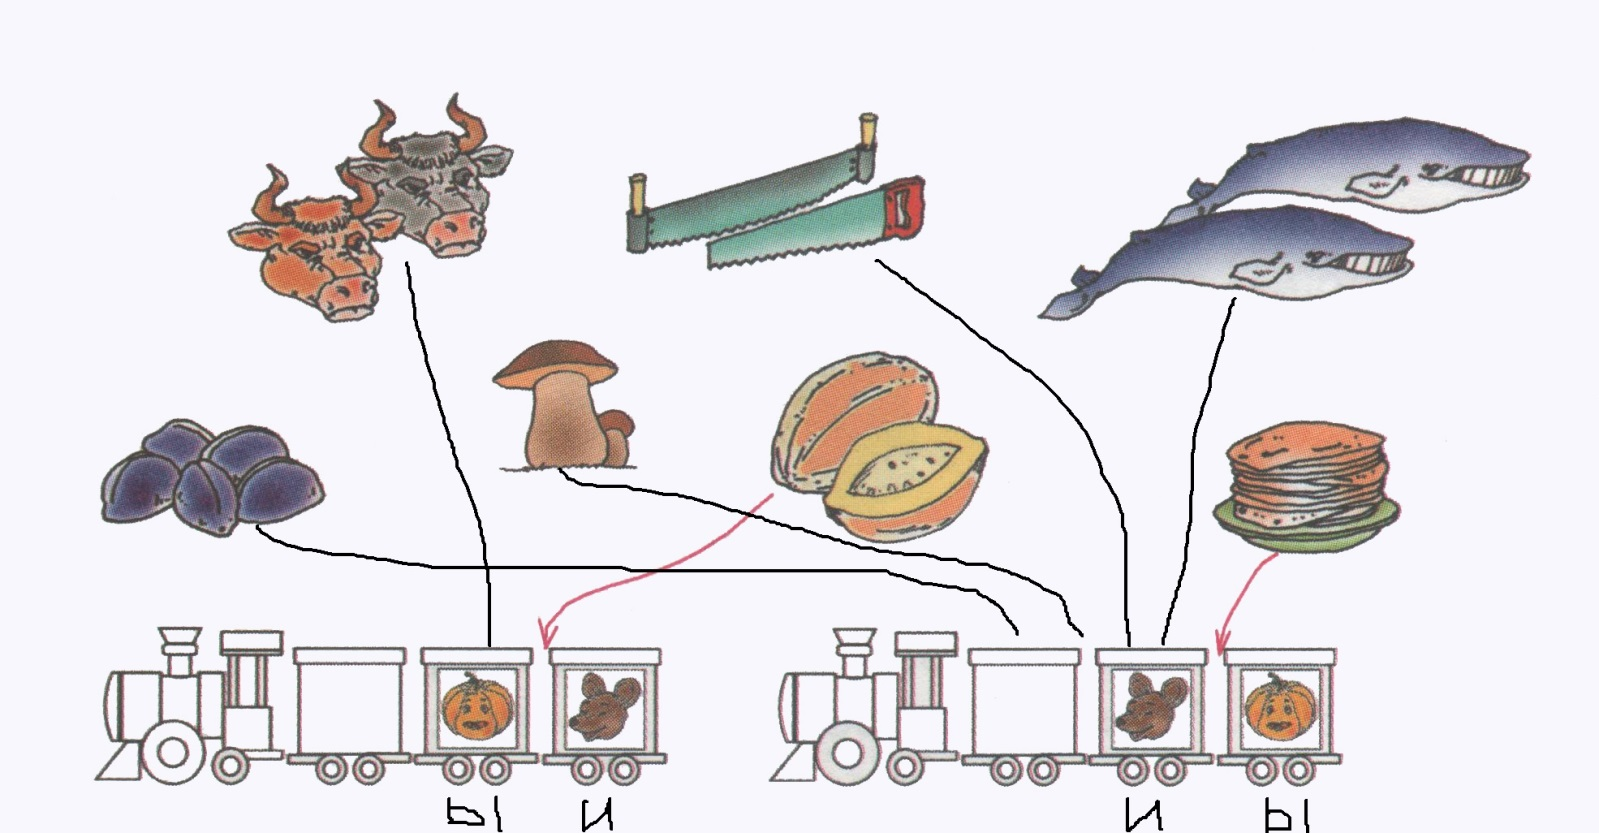 ы и и ы